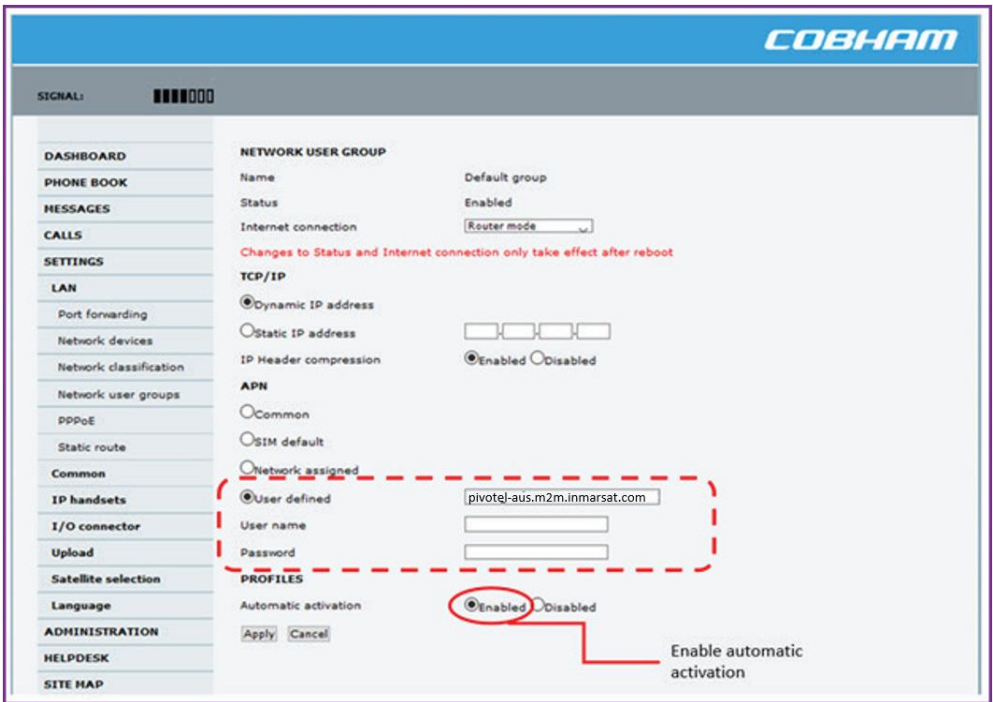 COBHAM
SIGNAL:
DASHBOARD
PHONE BOOK
MESSAGES
CALLS
SETTINGS
LAN
Port forwarding
Network devices
Network classification
Network user groups
PPPoE
Static route
Common
IP handsets
I/O connector
Upload
Satellite selection
Language
ADMINISTRATION
HELPDESK
SITE MAP
NETWORK USER GROUP
Name Default group
Status Enabled
Internet connection Router mode
Changes to Status and Internet connection only take effect after reboot
TCP/IP
Dynamic IP address
Static IP address . . .
IP Header compression Enabled Disabled
APN
Common
SIM default
Network assigned
User defined pivotel-aus.m2m.inmarsat.com
User name
Password
PROFILES
Automatic activation Enabled Disabled
Apply Cancel
Enable automatic
activation